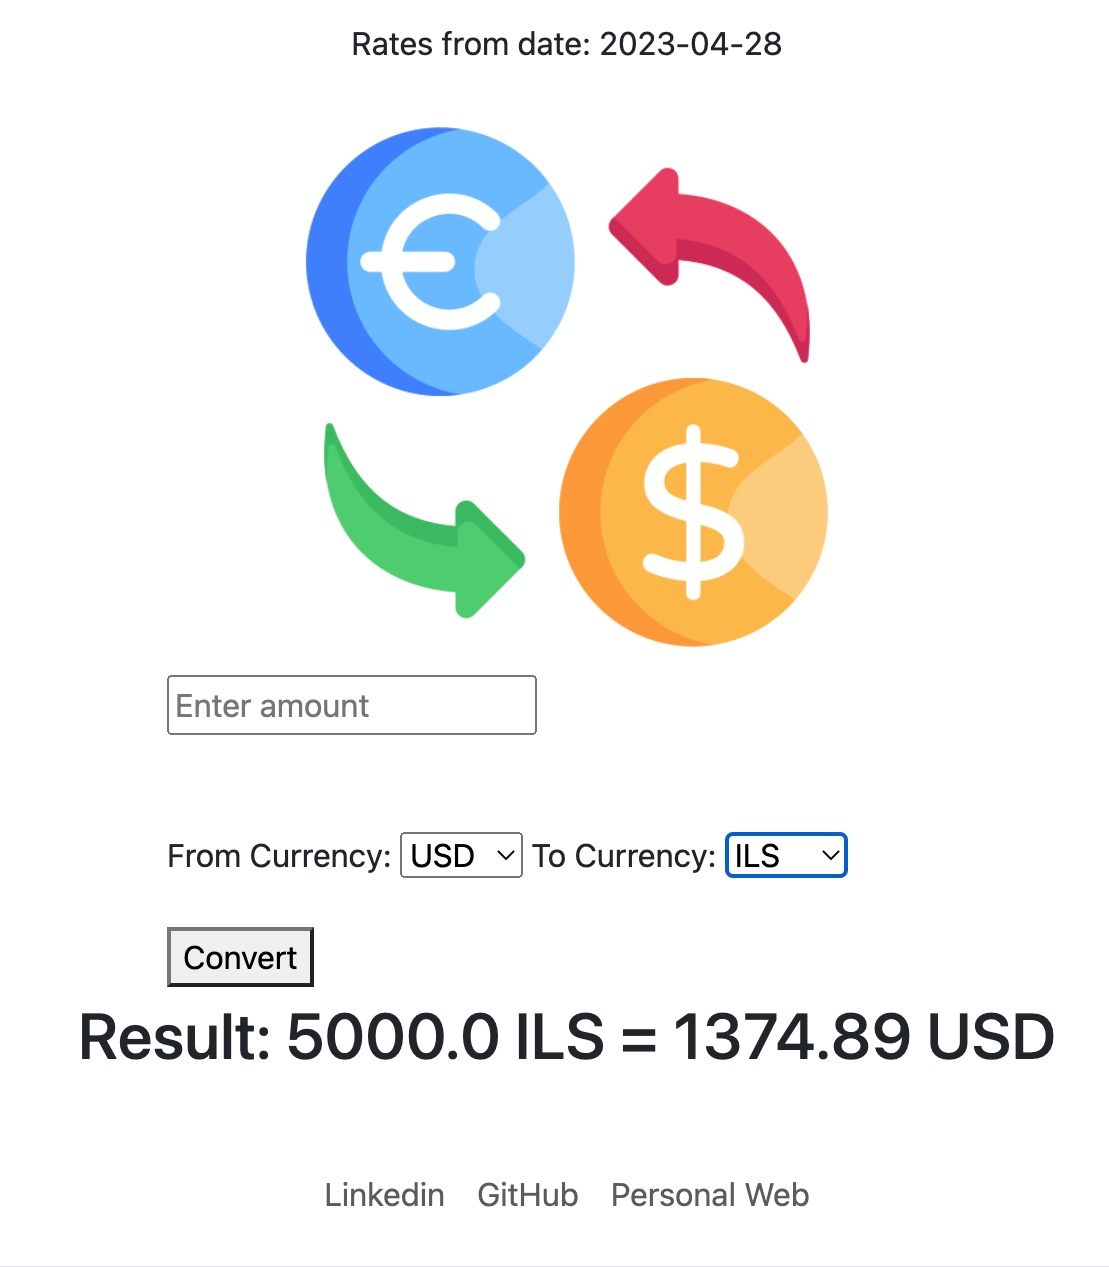 Rates from date: 2023-04-28
€
$
Enter amount
From Currency: USD To Currency: ILS
Convert
Result: 5000.0 ILS = 1374.89 USD
Linkedin GitHub Personal Web